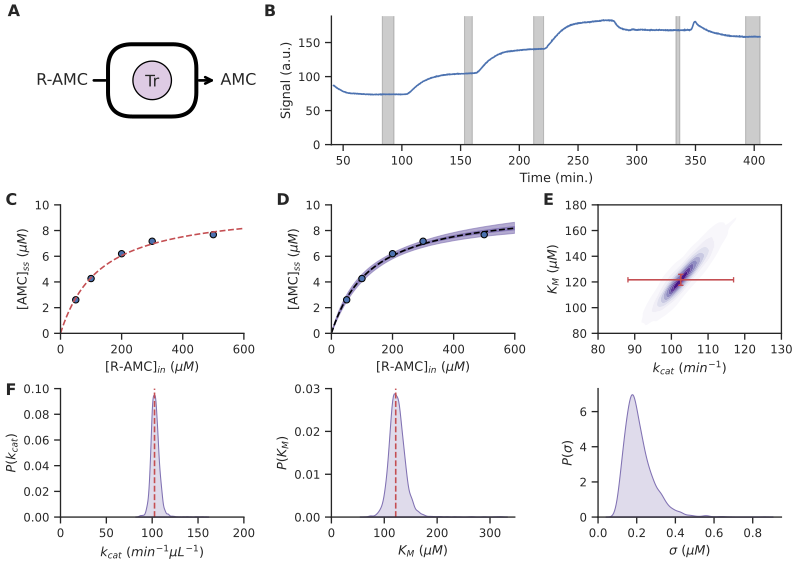 A
R-AMC
Tr
AMC
B
Signal (a.u.)
150
100
50
0
50 100 150 200 250 300 350 400
Time (min.)
C
[AMC]ss (μM)
10
8
6
4
2
0
0 200 400 600
[R-AMC]in (μM)
D
[AMC]ss (μM)
10
8
6
4
2
0
0 200 400 600
[R-AMC]in (μM)
E
KM (μM)
180
160
140
120
100
80
80 90 100 110 120 130
kcat (min−1)
F
P(kcat)
0.10
0.08
0.06
0.04
0.02
0.00
0 50 100 150 200
kcat (min−1μL−1)
P(KM)
0.03
0.02
0.01
0.00
0 100 200 300
KM (μM)
P(σ)
6
4
2
0
0.0 0.2 0.4 0.6 0.8
σ (μM)